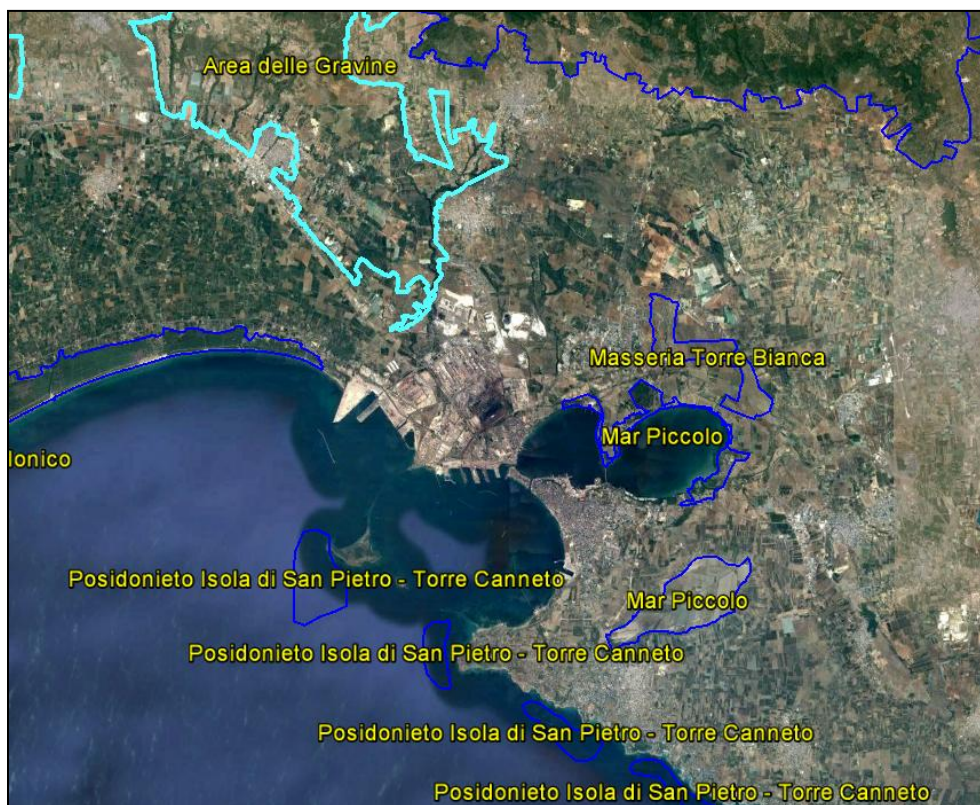 Area delle Gravine
Masseria Torre Bianca
Mar Piccolo
Ionico
Posidonieto Isola di San Pietro - Torre Canneto
Mar Piccolo
Posidonieto Isola di San Pietro - Torre Canneto
Posidonieto Isola di San Pietro - Torre Canneto
Posidonieto Isola di San Pietro - Torre Canneto